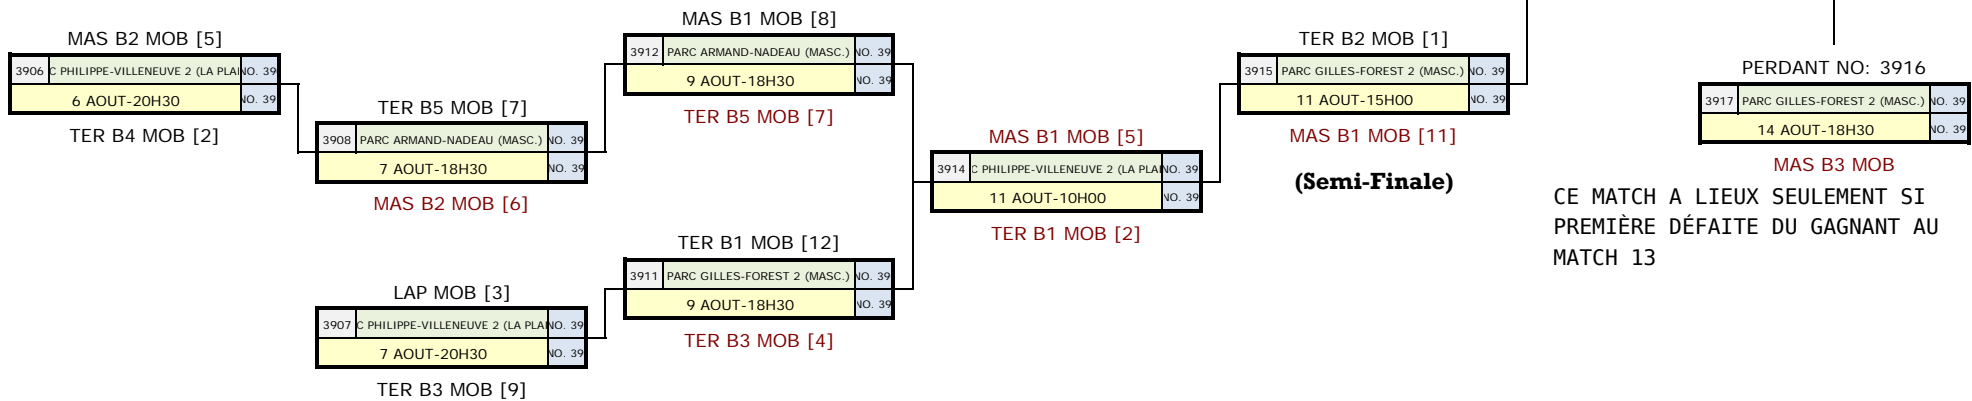 MAS B2 MOB [5]
3906 C PHILIPPE-VILLENEUVE 2 (LA PLAI NO. 39
6 AOUT-20H30 NO. 39
TER B4 MOB [2]
TER B5 MOB [7]
3908 PARC ARMAND-NADEAU (MASC.) NO. 39
7 AOUT-18H30 NO. 39
MAS B2 MOB [6]
LAP MOB [3]
3907 C PHILIPPE-VILLENEUVE 2 (LA PLAI NO. 39
7 AOUT-20H30 NO. 39
TER B3 MOB [9]
MAS B1 MOB [8]
3912 PARC ARMAND-NADEAU (MASC.) NO. 39
9 AOUT-18H30 NO. 39
TER B5 MOB [7]
TER B1 MOB [12]
3911 PARC GILLES-FOREST 2 (MASC.) NO. 39
9 AOUT-18H30 NO. 39
TER B3 MOB [4]
MAS B1 MOB [5]
3914 C PHILIPPE-VILLENEUVE 2 (LA PLAI NO. 39
11 AOUT-10H00 NO. 39
TER B1 MOB [2]
TER B2 MOB [1]
3915 PARC GILLES-FOREST 2 (MASC.) NO. 39
11 AOUT-15H00 NO. 39
MAS B1 MOB [11]
(Semi-Finale)
PERDANT NO: 3916
3917 PARC GILLES-FOREST 2 (MASC.) NO. 39
14 AOUT-18H30 NO. 39
MAS B3 MOB
CE MATCH A LIEUX SEULEMENT SI
PREMIÈRE DÉFAITE DU GAGNANT AU
MATCH 13